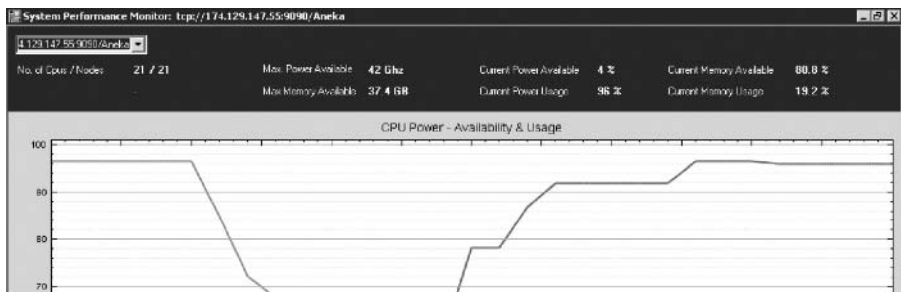 System Performance Monitor: tcp://174.129.147.55:9090/Aneka
4.129.147.55:9090/Aneka
No. of Cpus / Nodes 21 / 21 Max. Power Available 42 Ghz Current Power Available 4 % Current Memory Available 80.8 %
Max Memory Available 37.4 GB Current Power Usage 96 % Current Memory Usage 19.2 %
CPU Power - Availability & Usage
100
90
80
70